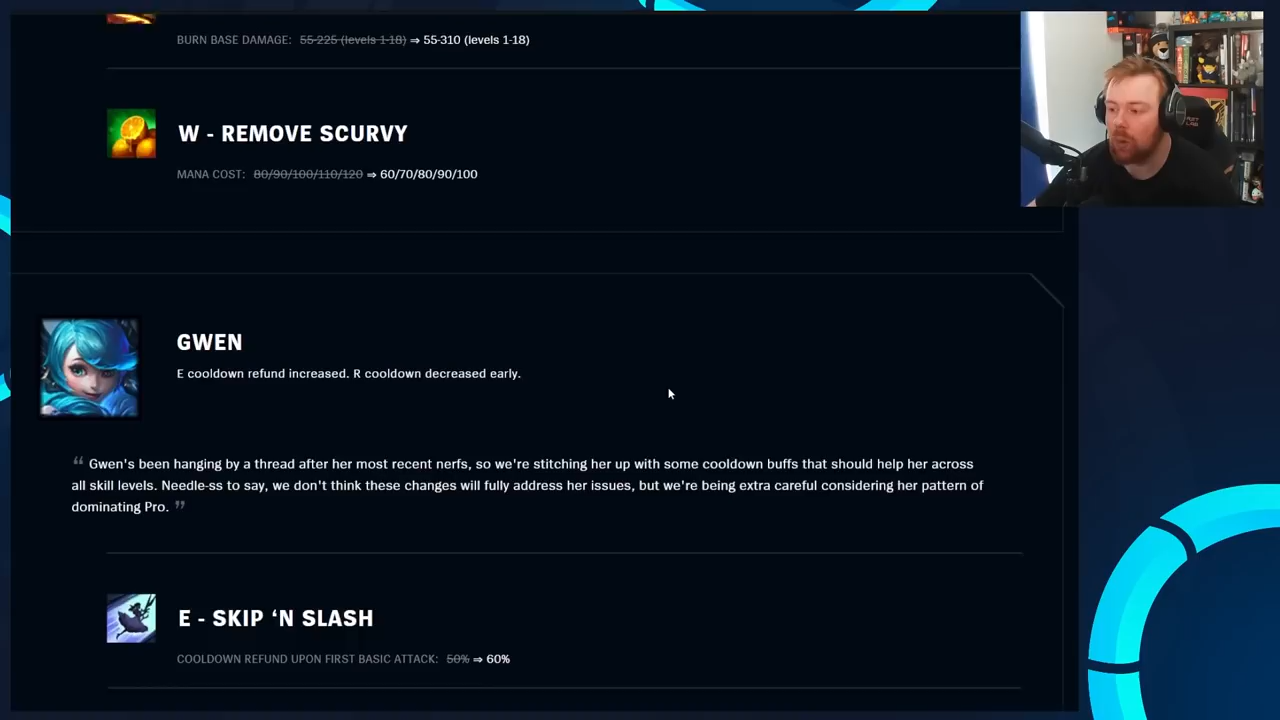 BURN BASE DAMAGE: 55-225 (levels 1-18) ⇒ 55-310 (levels 1-18)
W - REMOVE SCURVY
MANA COST: 80/90/100/110/120 ⇒ 60/70/80/90/100
GWEN
E cooldown refund increased. R cooldown decreased early.
“ Gwen's been hanging by a thread after her most recent nerfs, so we're stitching her up with some cooldown buffs that should help her across
all skill levels. Needle-ss to say, we don't think these changes will fully address her issues, but we're being extra careful considering her pattern of
dominating Pro. ”
E - SKIP ‘N SLASH
COOLDOWN REFUND UPON FIRST BASIC ATTACK: 50% ⇒ 60%